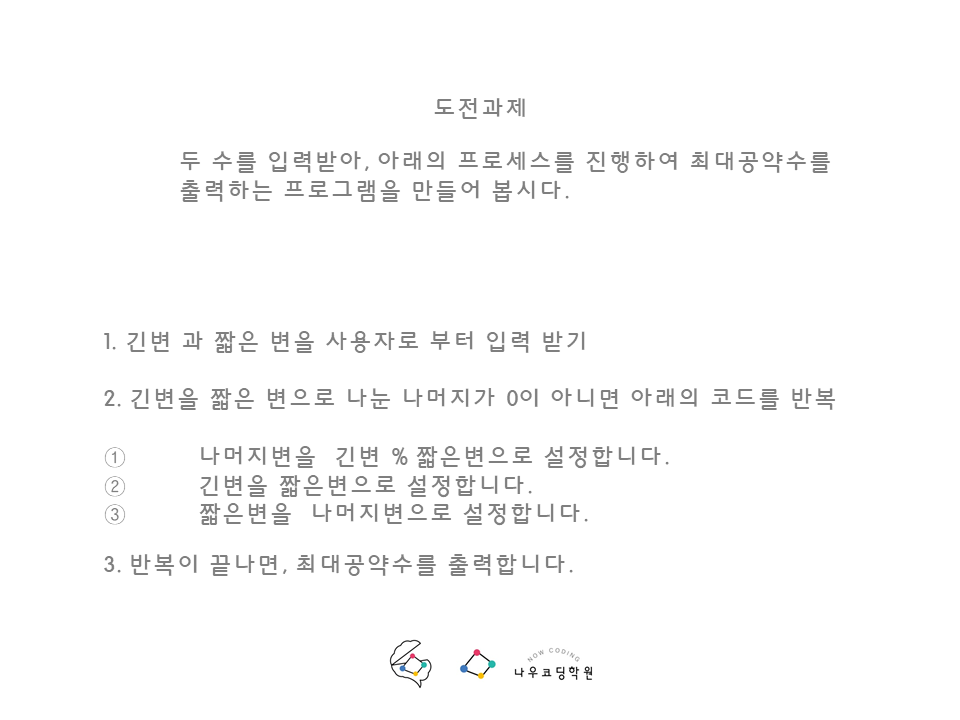 도전과제
두 수를 입력받아, 아래의 프로세스를 진행하여 최대공약수를
출력하는 프로그램을 만들어 봅시다.
1. 긴변 과 짧은 변을 사용자로 부터 입력 받기
2. 긴변을 짧은 변으로 나눈 나머지가 0이 아니면 아래의 코드를 반복
① 나머지변을 긴변 % 짧은변으로 설정합니다.
② 긴변을 짧은변으로 설정합니다.
③ 짧은변을 나머지변으로 설정합니다.
3. 반복이 끝나면, 최대공약수를 출력합니다.
NOW CODING
나우코딩학원